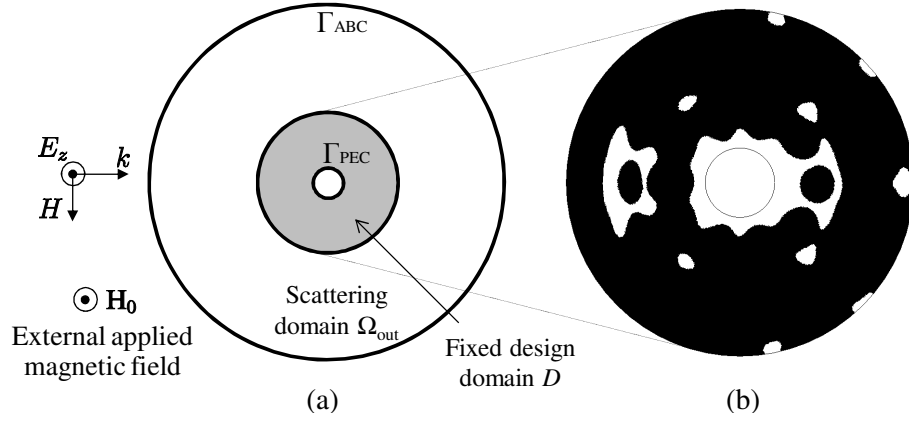 Γ_ABC
Γ_PEC
E_z
k
H
H_0
External applied
magnetic field
Scattering
domain Ω_out
Fixed design
domain D
(a)
(b)